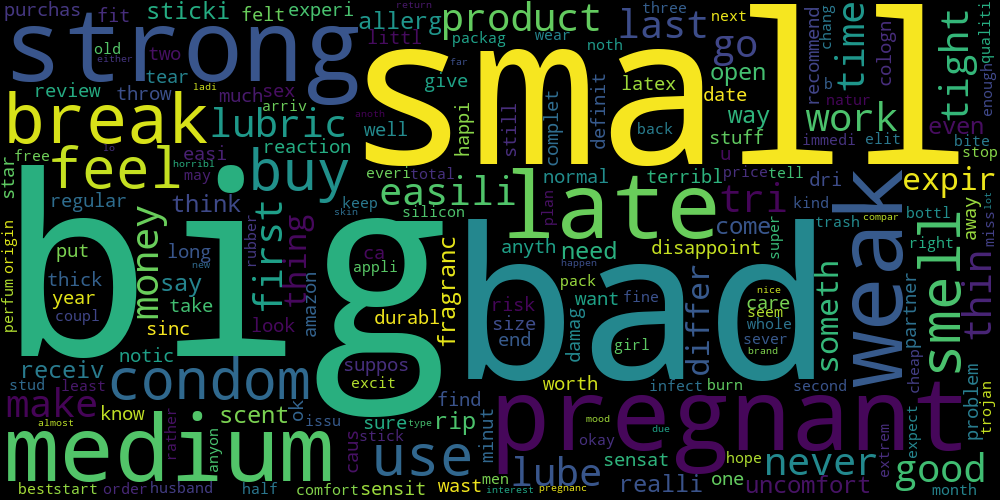 purchas fit sticki felt experi allerg product last go next open time colognn tight
strong small
old two tear littl packag wear three noth
either
return
far
review throw ladi much sex arriv happi still complet definit latex give date recommend chang b qualiti enough
break lubric well anoth back way work stuff natur even
reaction easi u immedi elit bite stop
star free horribl lo may everi total normal terribl price tell dri expir
feel buy easili late tri kind
regular think keep silicon skin plan come super trash bottl compar lot
perfum origin put money long first rubber thing ca anyth need disappoint right away miss
big bad weak smell thin
thick say appli fragranc pack want fine differ care nice someth partner
year take new amazon durabl risk happen seem
coupl sinc look size damag girl whole
notic suppos end sever brand cheap
receiv condom excit worth infect burn second problem trojan
stud least make know scent ok find pregnant
almost rather anyon issu sure type rip minut okay mood due extrem expect
medium use caus stick sensat hope never good
lube realli one uncomfort
beststart order husband half comfort sensit wast men interest pregnanc month